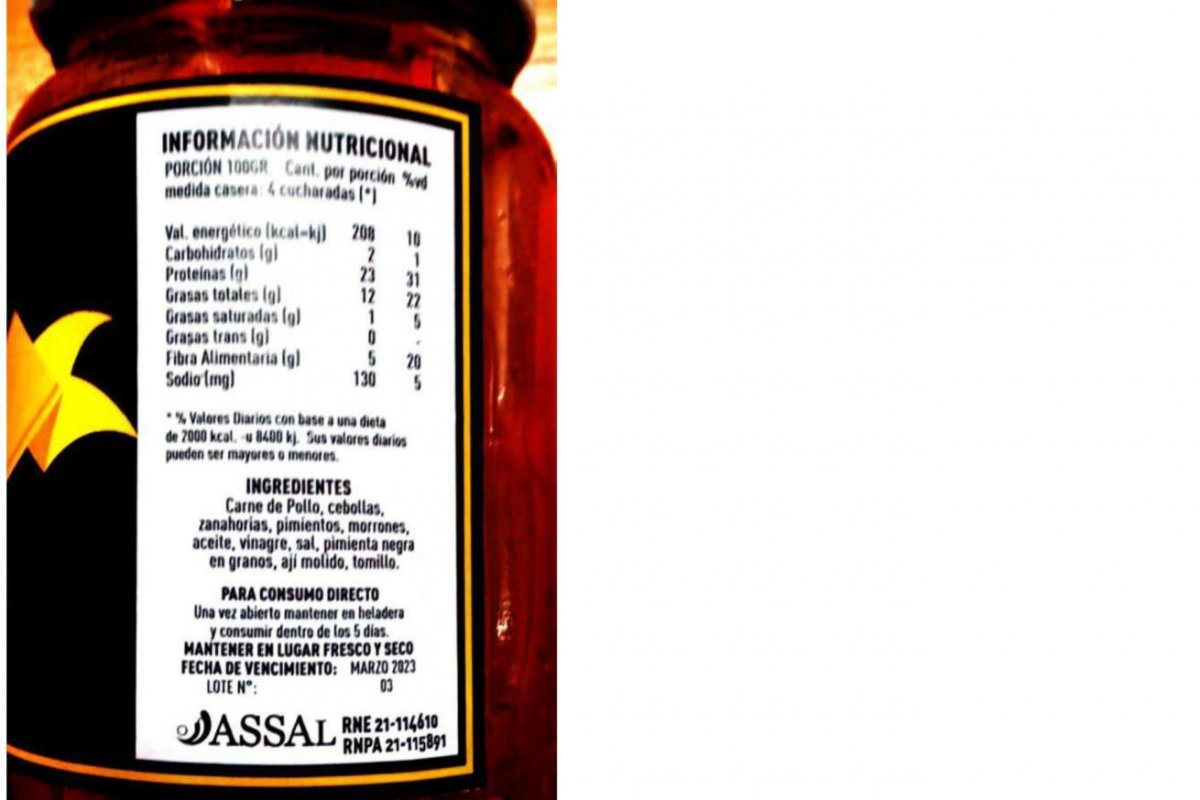 INFORMACIÓN NUTRICIONAL
PORCIÓN 100GR. Cant. por porción %vd
medida casera: 4 cucharadas (*)
Val. energético (kcal-kj) 208 10
Carbohidratos (g) 2 1
Proteínas (g) 23 31
Grasas totales (g) 12 22
Grasas saturadas (g) 1 5
Grasas trans (g) 0 -
Fibra Alimentaria (g) 5 20
Sodio (mg) 130 5
* % Valores Diarios con base a una dieta
de 2000 kcal. -u 8400 kj. Sus valores diarios
pueden ser mayores o menores.
INGREDIENTES
Carne de Pollo, cebollas,
zanahorias, pimientos, morrones,
aceite, vinagre, sal, pimienta negra
en granos, ají molido, tomillo.
PARA CONSUMO DIRECTO
Una vez abierto mantener en heladera
y consumir dentro de los 5 días.
MANTENER EN LUGAR FRESCO Y SECO
FECHA DE VENCIMIENTO: MARZO 2023
LOTE N°: 03
ASSAL RNE 21-114610
RNPA 21-115891